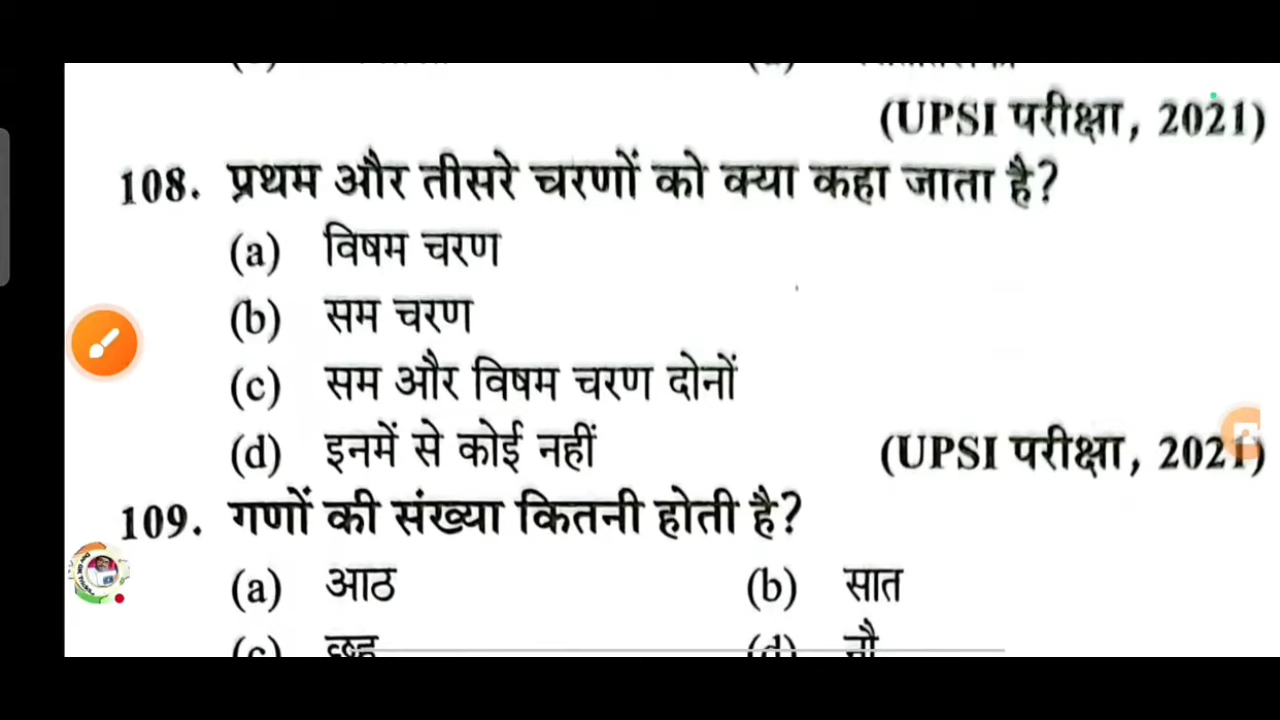 (UPSI परीक्षा, 2021)
108. प्रथम और तीसरे चरणों को क्या कहा जाता है?
(a) विषम चरण
(b) सम चरण
(c) सम और विषम चरण दोनों
(d) इनमें से कोई नहीं (UPSI परीक्षा, 2021)
109. गणों की संख्या कितनी होती है?
(a) आठ (b) सात
(c) छह (d) नौ